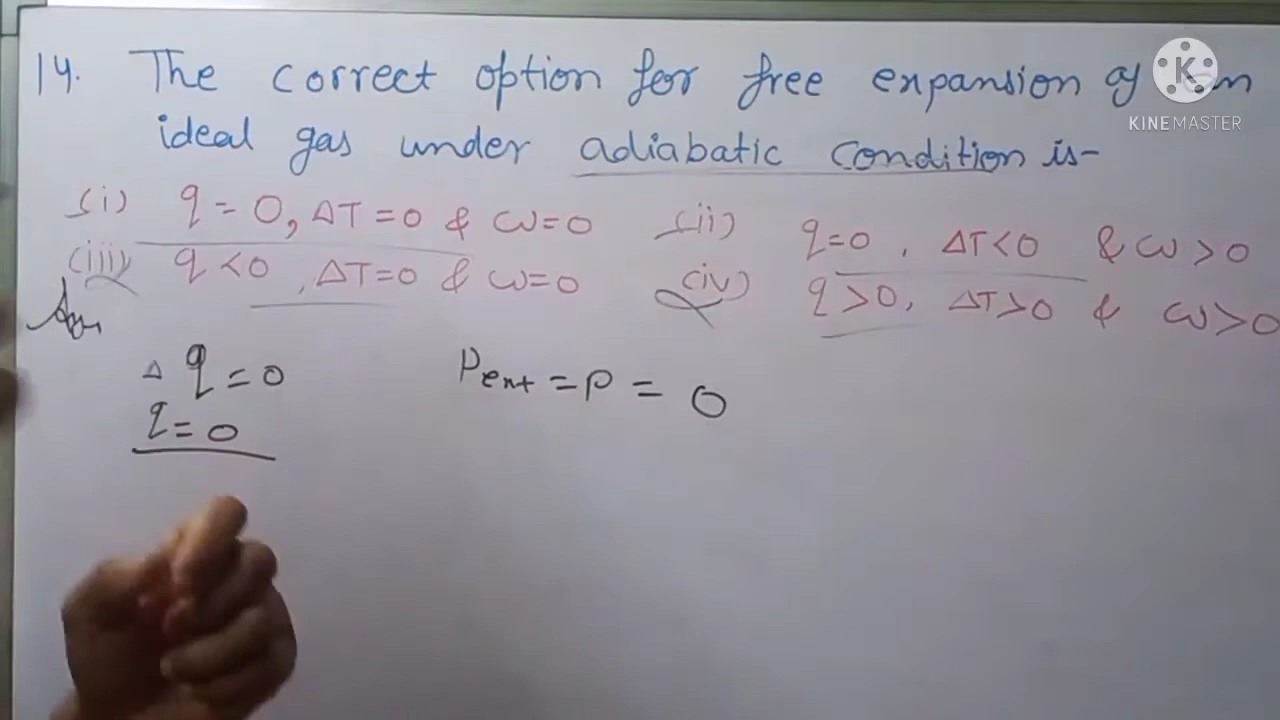 14. The correct option for free expansion of an
ideal gas under adiabatic condition is-
(i) q = 0, ΔT = 0 & w = 0 (ii) q = 0, ΔT < 0 & w > 0
(iii) q < 0, ΔT = 0 & w = 0 (iv) q > 0, ΔT > 0 & w > 0
Ans
Δ q = 0 Pext = P = 0
q = 0
K
KINEMASTER